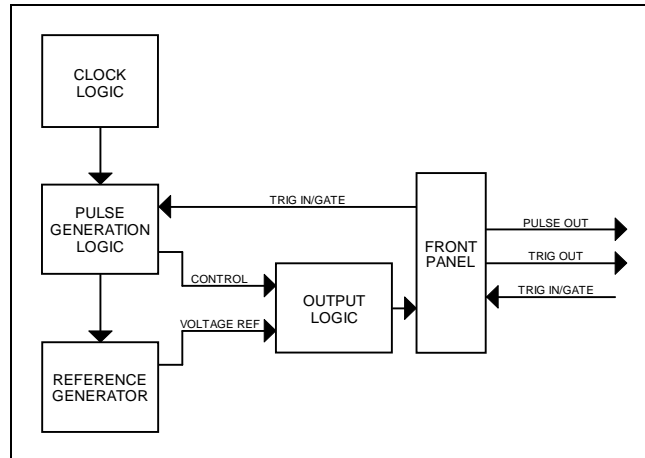 CLOCK
LOGIC
TRIG IN/GATE
PULSE
GENERATION
LOGIC
PULSE OUT
FRONT
PANEL
TRIG OUT
CONTROL
TRIG IN/GATE
OUTPUT
LOGIC
VOLTAGE REF
REFERENCE
GENERATOR